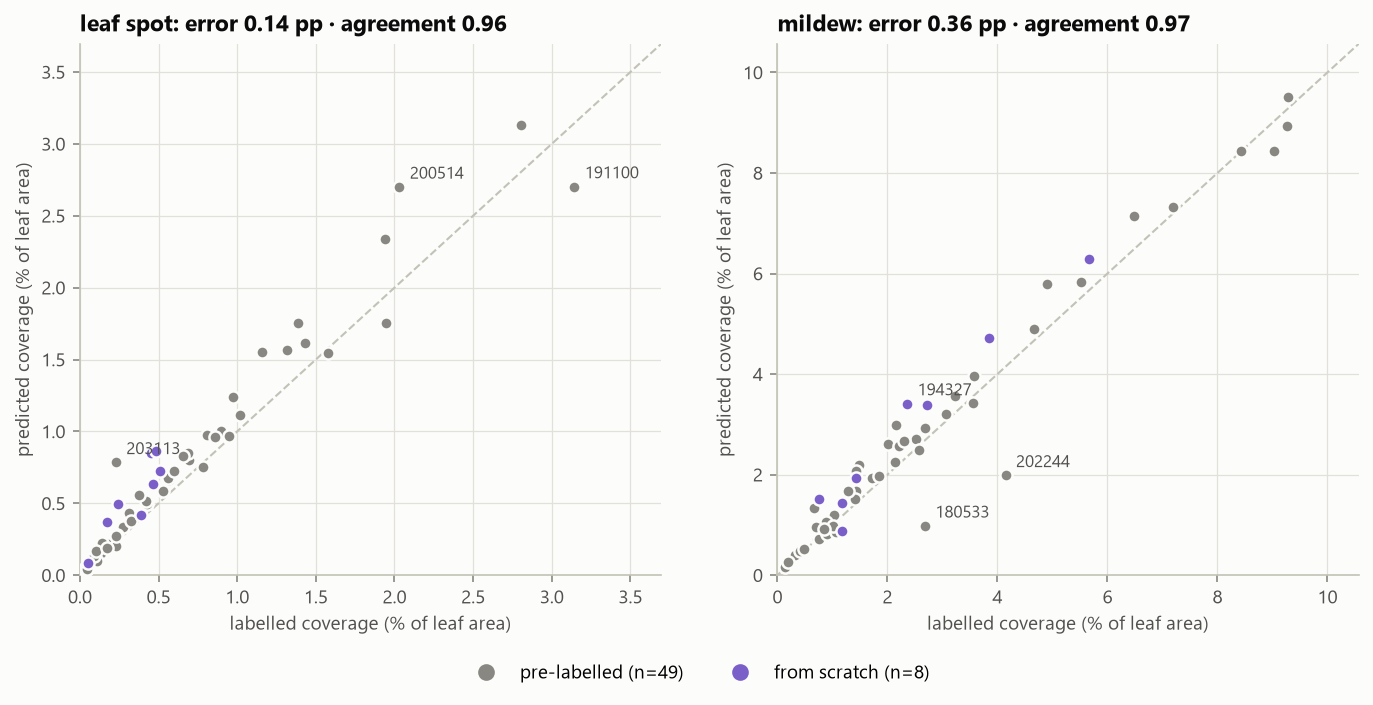 leaf spot: error 0.14 pp · agreement 0.96
predicted coverage (% of leaf area)
3.5
3.0
2.5
2.0
1.5
1.0
0.5
0.0
200514
191100
203113
0.0 0.5 1.0 1.5 2.0 2.5 3.0 3.5
labelled coverage (% of leaf area)
mildew: error 0.36 pp · agreement 0.97
predicted coverage (% of leaf area)
10
8
6
4
2
0
194327
202244
180533
0 2 4 6 8 10
labelled coverage (% of leaf area)
pre-labelled (n=49) from scratch (n=8)